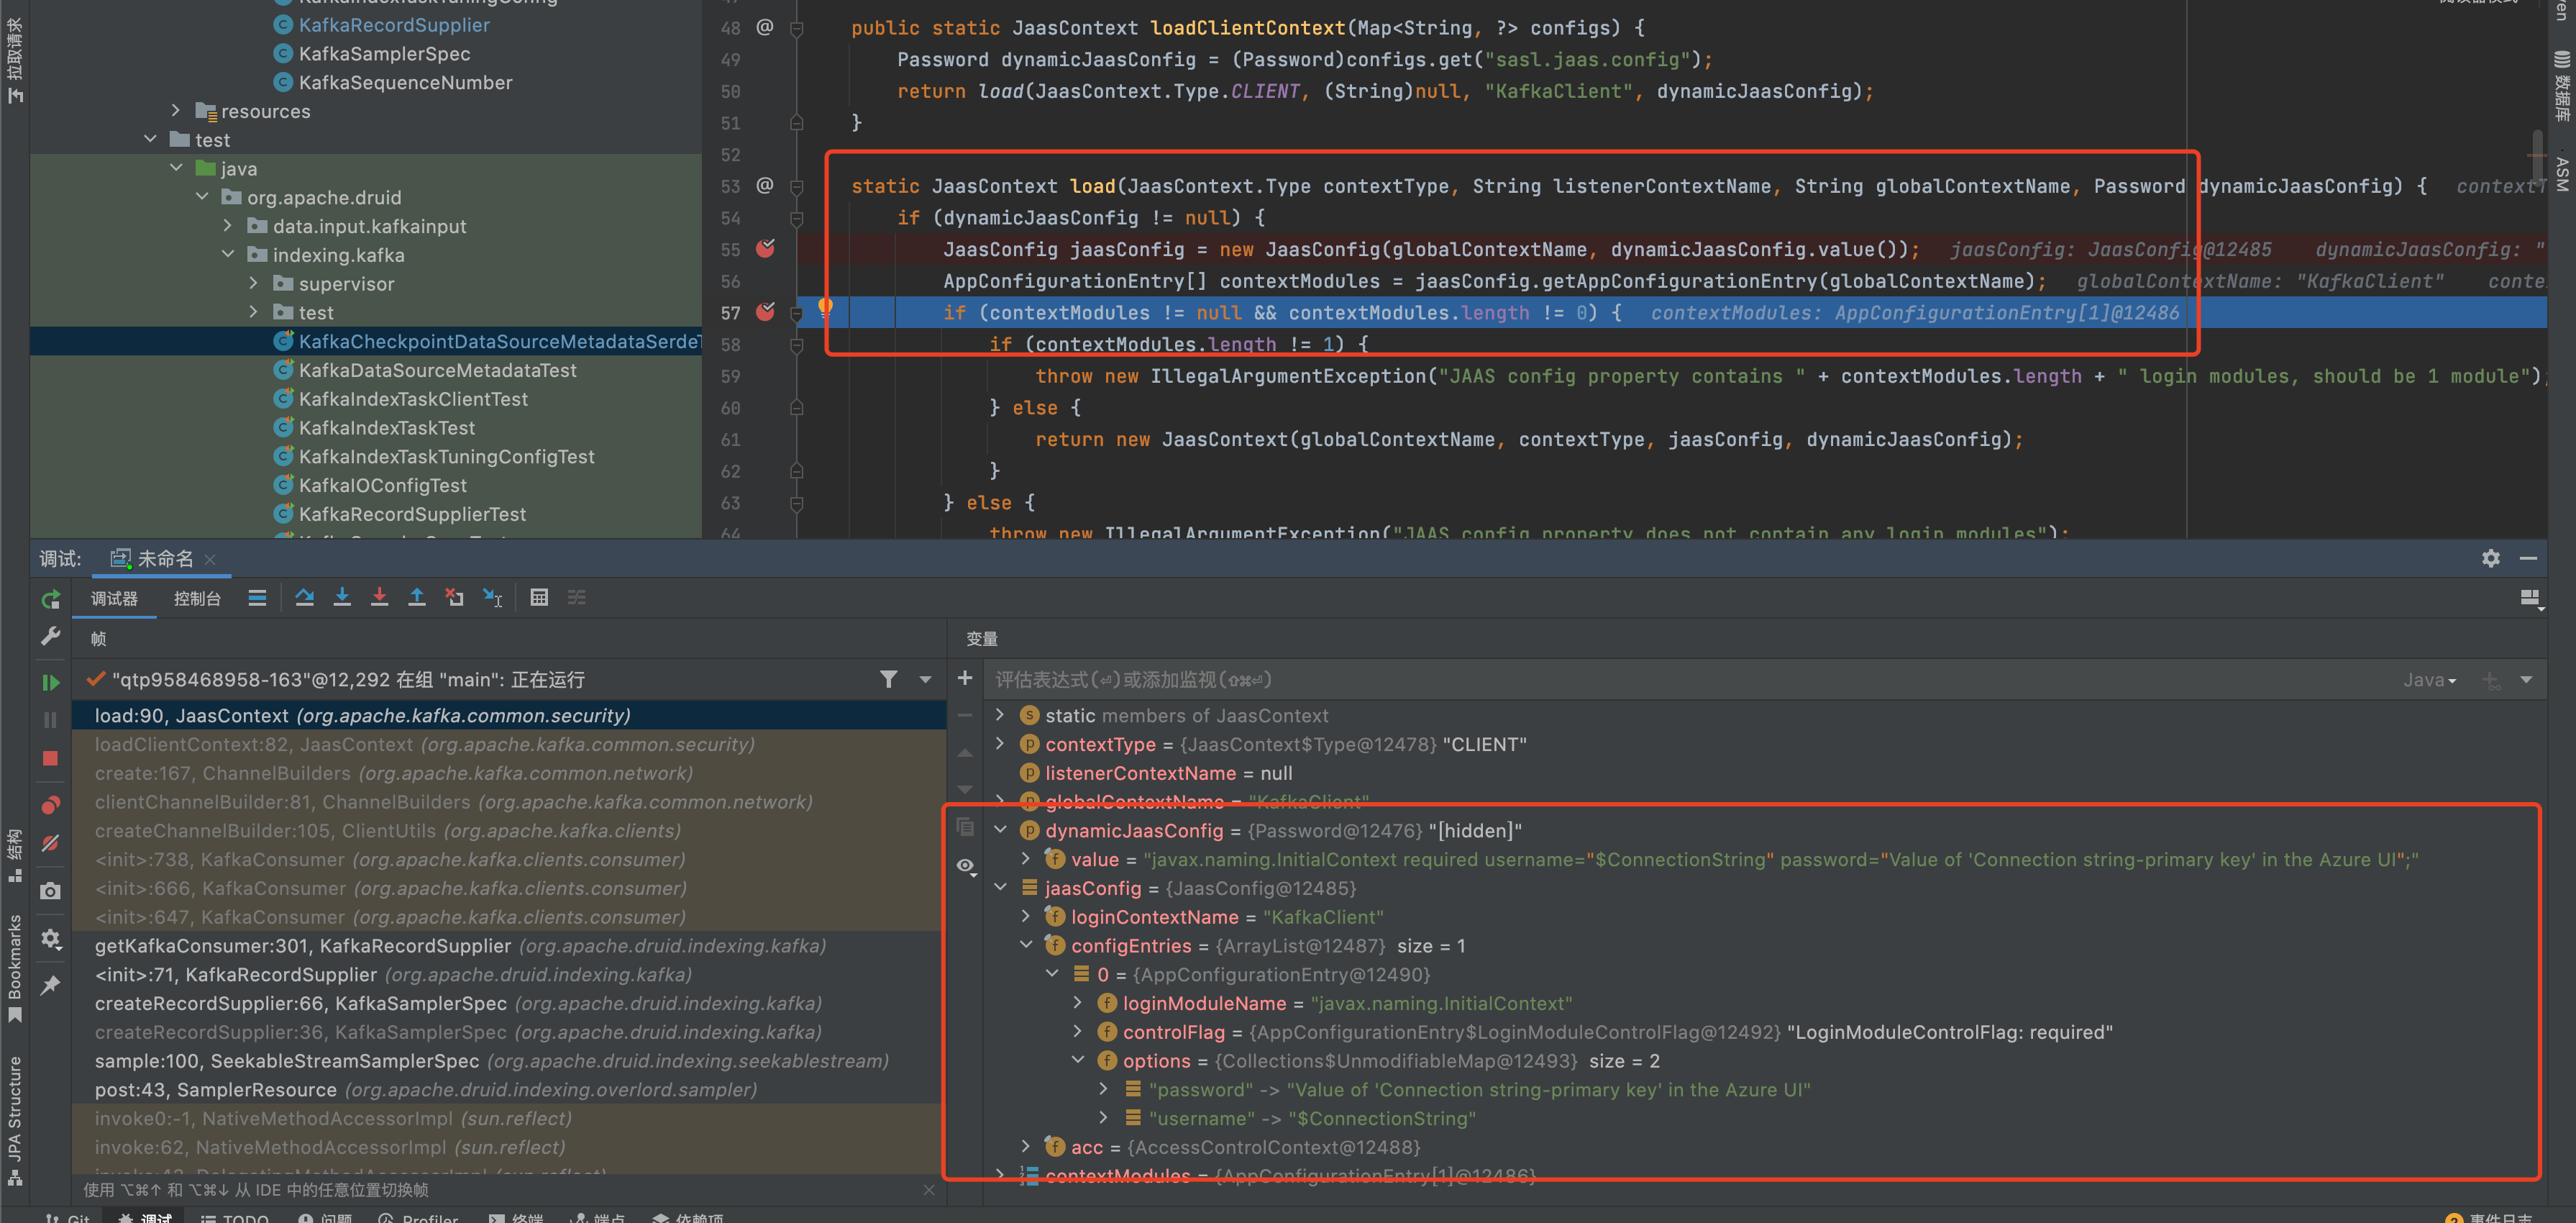 拉取请求
KafkaIndexTaskTuningConfig
KafkaRecordSupplier
KafkaSamplerSpec
KafkaSequenceNumber
resources
test
java
org.apache.druid
data.input.kafkainput
indexing.kafka
supervisor
test
KafkaCheckpointDataSourceMetadataSerdeT
KafkaDataSourceMetadataTest
KafkaIndexTaskClientTest
KafkaIndexTaskTest
KafkaIndexTaskTuningConfigTest
KafkaIOConfigTest
KafkaRecordSupplierTest
48 @ public static JaasContext loadClientContext(Map<String, ?> configs) {
49 Password dynamicJaasConfig = (Password)configs.get("sasl.jaas.config");
50 return load(JaasContext.Type.CLIENT, (String)null, "KafkaClient", dynamicJaasConfig);
51 }
52
53 @ static JaasContext load(JaasContext.Type contextType, String listenerContextName, String globalContextName, Password dynamicJaasConfig) { contextT
54 if (dynamicJaasConfig != null) {
55 JaasConfig jaasConfig = new JaasConfig(globalContextName, dynamicJaasConfig.value()); jaasConfig: JaasConfig@12485 dynamicJaasConfig: "
56 AppConfigurationEntry[] contextModules = jaasConfig.getAppConfigurationEntry(globalContextName); globalContextName: "KafkaClient" conte
57 if (contextModules != null && contextModules.length != 0) { contextModules: AppConfigurationEntry[1]@12486
58 if (contextModules.length != 1) {
59 throw new IllegalArgumentException("JAAS config property contains " + contextModules.length + " login modules, should be 1 module");
60 } else {
61 return new JaasContext(globalContextName, contextType, jaasConfig, dynamicJaasConfig);
62 }
63 } else {
64 throw new IllegalArgumentException("JAAS config property does not contain any login modules");
数据库
ASM
调试: 未命名
调试器 控制台
帧
"qtp958468958-163"@12,292 在组 "main": 正在运行
load:90, JaasContext (org.apache.kafka.common.security)
loadClientContext:82, JaasContext (org.apache.kafka.common.security)
create:167, ChannelBuilders (org.apache.kafka.common.network)
clientChannelBuilder:81, ChannelBuilders (org.apache.kafka.common.network)
createChannelBuilder:105, ClientUtils (org.apache.kafka.clients)
<init>:738, KafkaConsumer (org.apache.kafka.clients.consumer)
<init>:666, KafkaConsumer (org.apache.kafka.clients.consumer)
<init>:647, KafkaConsumer (org.apache.kafka.clients.consumer)
getKafkaConsumer:301, KafkaRecordSupplier (org.apache.druid.indexing.kafka)
<init>:71, KafkaRecordSupplier (org.apache.druid.indexing.kafka)
createRecordSupplier:66, KafkaSamplerSpec (org.apache.druid.indexing.kafka)
createRecordSupplier:36, KafkaSamplerSpec (org.apache.druid.indexing.kafka)
sample:100, SeekableStreamSamplerSpec (org.apache.druid.indexing.seekablestream)
post:43, SamplerResource (org.apache.druid.indexing.overlord.sampler)
invoke0:-1, NativeMethodAccessorImpl (sun.reflect)
invoke:62, NativeMethodAccessorImpl (sun.reflect)
invoke:43, DelegatingMethodAccessorImpl (sun.reflect)
使用 ⌥⌘↑ 和 ⌥⌘↓ 从 IDE 中的任意位置切换帧
变量
评估表达式(⏎)或添加监视(⇧⌘⏎)
Java
static members of JaasContext
contextType = {JaasContext$Type@12478} "CLIENT"
listenerContextName = null
globalContextName = "KafkaClient"
dynamicJaasConfig = {Password@12476} "[hidden]"
value = "javax.naming.InitialContext required username="$ConnectionString" password="Value of 'Connection string-primary key' in the Azure UI";"
jaasConfig = {JaasConfig@12485}
loginContextName = "KafkaClient"
configEntries = {ArrayList@12487} size = 1
0 = {AppConfigurationEntry@12490}
loginModuleName = "javax.naming.InitialContext"
controlFlag = {AppConfigurationEntry$LoginModuleControlFlag@12492} "LoginModuleControlFlag: required"
options = {Collections$UnmodifiableMap@12493} size = 2
"password" -> "Value of 'Connection string-primary key' in the Azure UI"
"username" -> "$ConnectionString"
acc = {AccessControlContext@12488}
contextModules = {AppConfigurationEntry[1]@12486}
结构
Bookmarks
JPA Structure
Git 调试 TODO 问题 Profiler 终端 端点 依赖项
2 事件日志